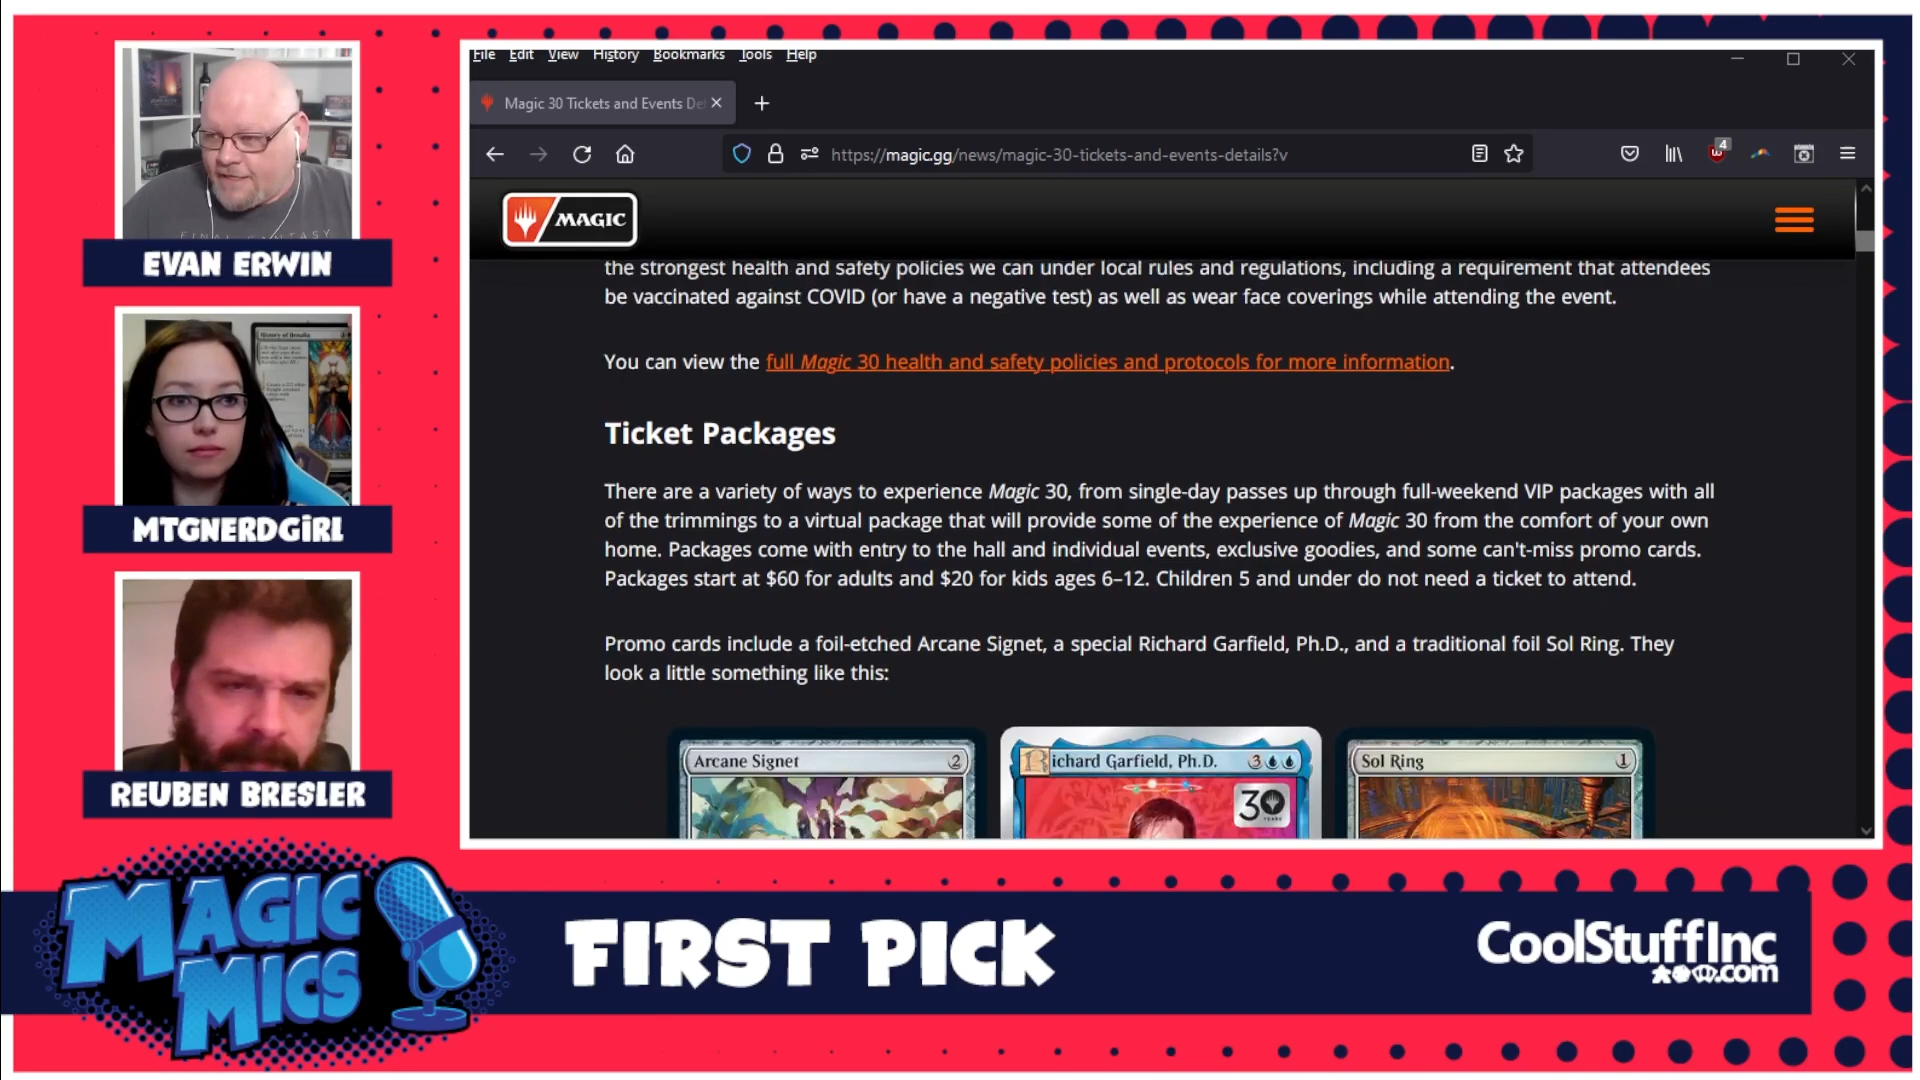 FINAL FANTASY
EVAN ERWIN
History of Benalia
MTGNERDGiRL
REUBEN BRESLER
File Edit View History Bookmarks Tools Help
Magic 30 Tickets and Events De
https://magic.gg/news/magic-30-tickets-and-events-details?v
4
MAGIC
the strongest health and safety policies we can under local rules and regulations, including a requirement that attendees
be vaccinated against COVID (or have a negative test) as well as wear face coverings while attending the event.
You can view the full Magic 30 health and safety policies and protocols for more information.
Ticket Packages
There are a variety of ways to experience Magic 30, from single-day passes up through full-weekend VIP packages with all
of the trimmings to a virtual package that will provide some of the experience of Magic 30 from the comfort of your own
home. Packages come with entry to the hall and individual events, exclusive goodies, and some can't-miss promo cards.
Packages start at $60 for adults and $20 for kids ages 6–12. Children 5 and under do not need a ticket to attend.
Promo cards include a foil-etched Arcane Signet, a special Richard Garfield, Ph.D., and a traditional foil Sol Ring. They
look a little something like this:
Arcane Signet 2
Richard Garfield, Ph.D. 3
30
YEARS
Sol Ring 1
MAGIC
MICS
FIRST PICK
CoolStuffInc
.com